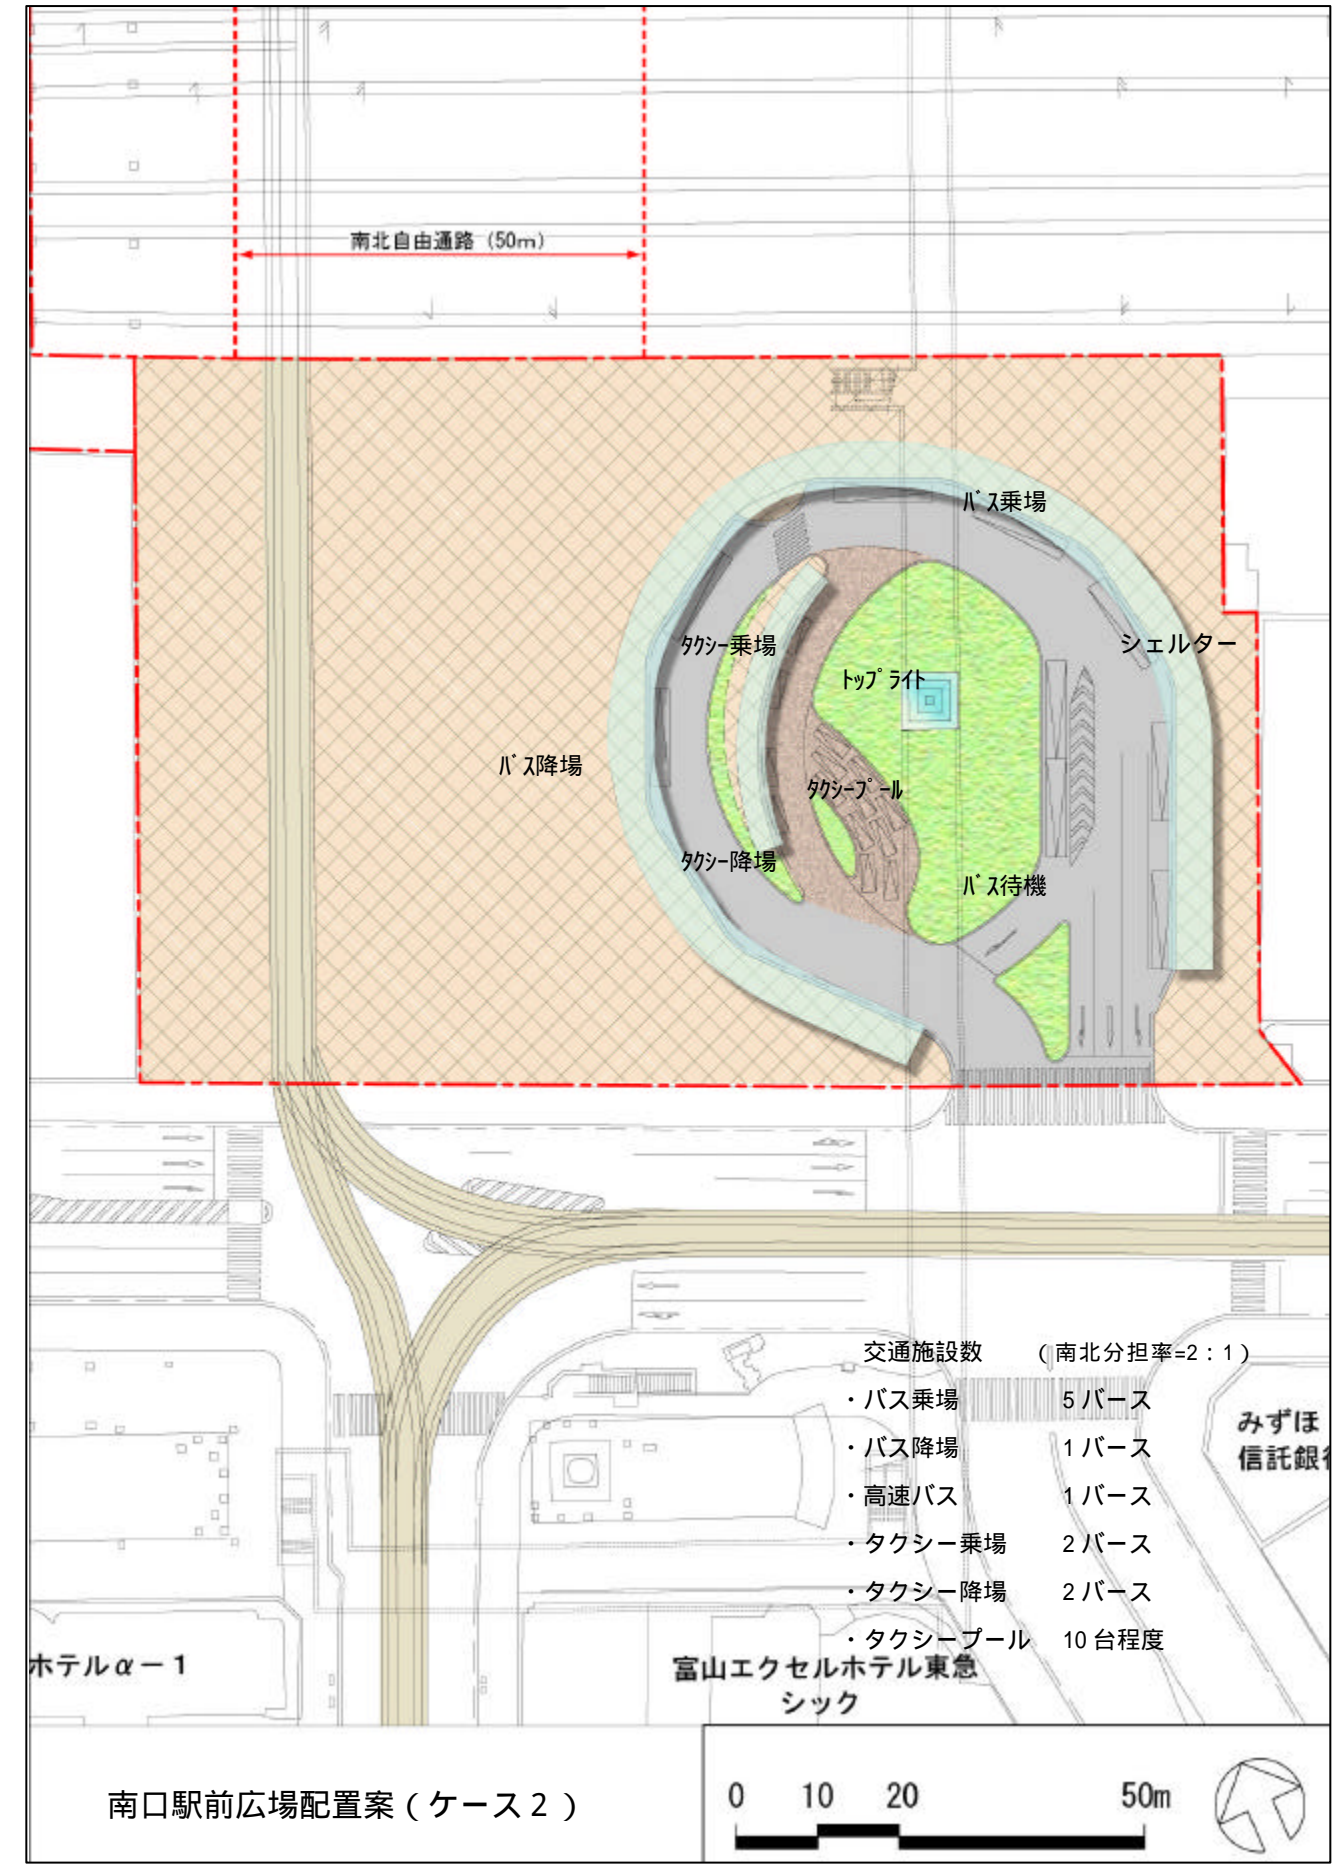 南北自由通路 (50m)
バス乗場
タクシー乗場
シェルター
トップライト
バス降場
タクシープール
タクシー降場
バス待機
交通施設数 (南北分担率=2:1)
・バス乗場 5バース
・バス降場 1バース
・高速バス 1バース
・タクシー乗場 2バース
・タクシー降場 2バース
・タクシープール 10台程度
みずほ
信託銀
ホテルα-1
富山エクセルホテル東急
シック
南口駅前広場配置案(ケース2)
0 10 20 50m